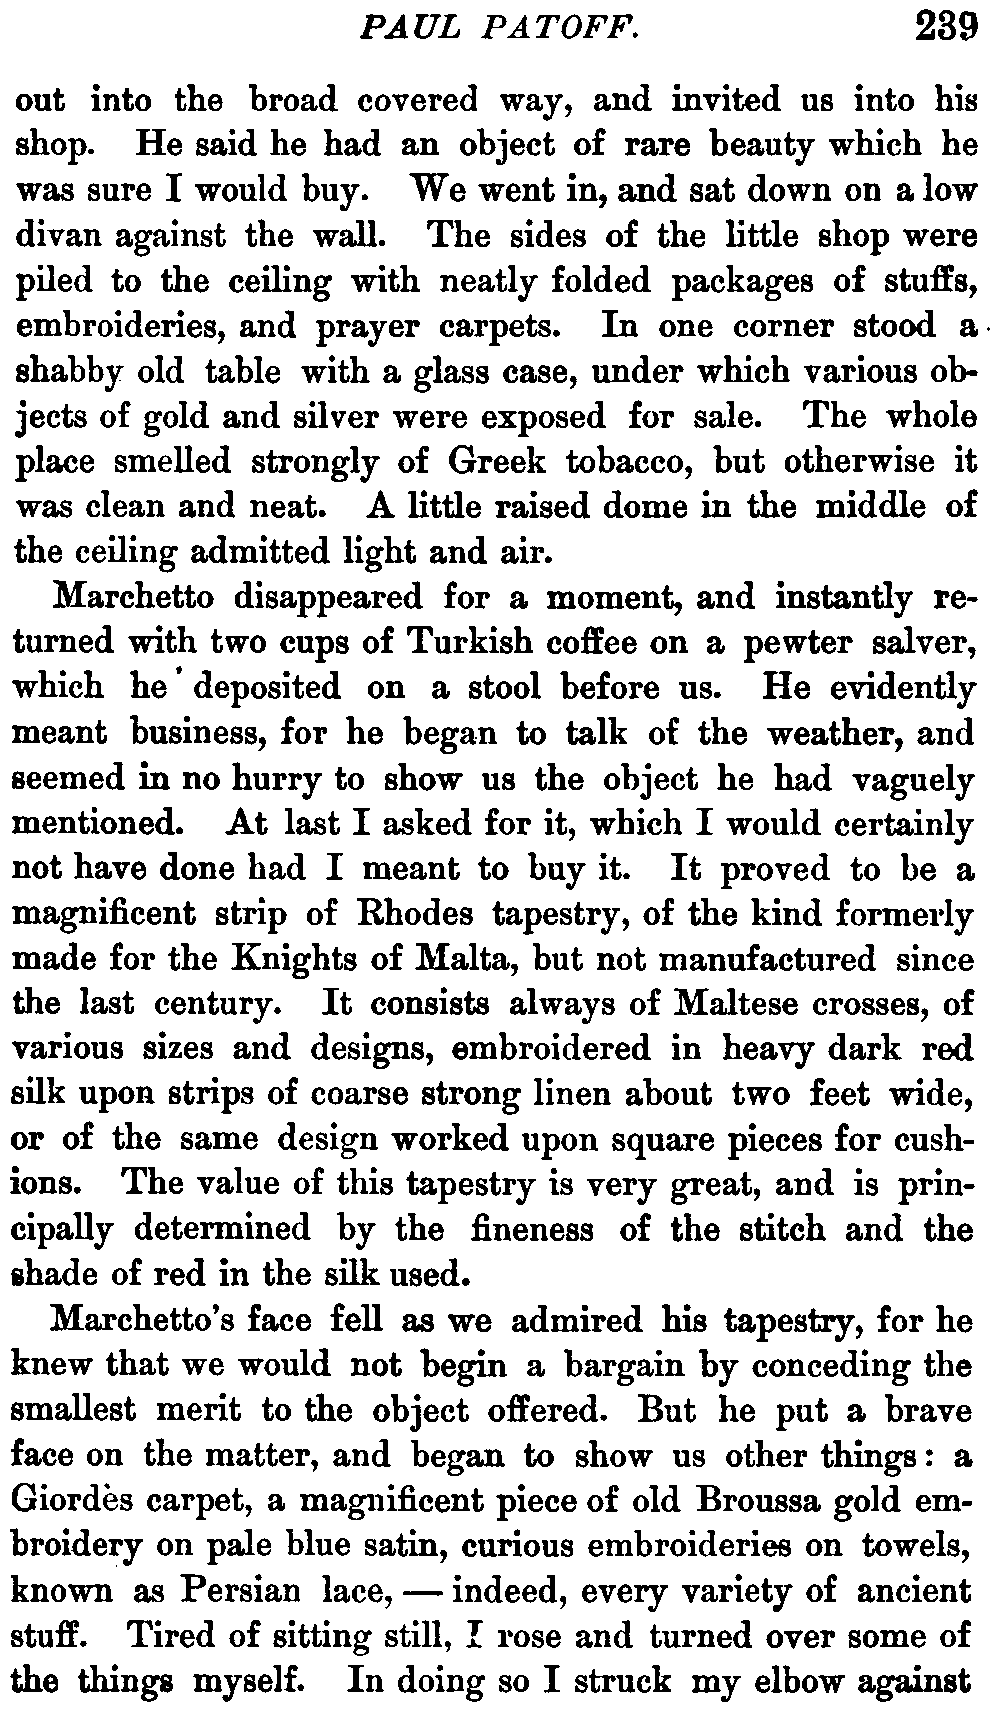 PAUL PATOFF. 239
out into the broad covered way, and invited us into his
shop. He said he had an object of rare beauty which he
was sure I would buy. We went in, and sat down on a low
divan against the wall. The sides of the little shop were
piled to the ceiling with neatly folded packages of stuffs,
embroideries, and prayer carpets. In one corner stood a
shabby old table with a glass case, under which various ob-
jects of gold and silver were exposed for sale. The whole
place smelled strongly of Greek tobacco, but otherwise it
was clean and neat. A little raised dome in the middle of
the ceiling admitted light and air.
Marchetto disappeared for a moment, and instantly re-
turned with two cups of Turkish coffee on a pewter salver,
which he deposited on a stool before us. He evidently
meant business, for he began to talk of the weather, and
seemed in no hurry to show us the object he had vaguely
mentioned. At last I asked for it, which I would certainly
not have done had I meant to buy it. It proved to be a
magnificent strip of Rhodes tapestry, of the kind formerly
made for the Knights of Malta, but not manufactured since
the last century. It consists always of Maltese crosses, of
various sizes and designs, embroidered in heavy dark red
silk upon strips of coarse strong linen about two feet wide,
or of the same design worked upon square pieces for cush-
ions. The value of this tapestry is very great, and is prin-
cipally determined by the fineness of the stitch and the
shade of red in the silk used.
Marchetto's face fell as we admired his tapestry, for he
knew that we would not begin a bargain by conceding the
smallest merit to the object offered. But he put a brave
face on the matter, and began to show us other things: a
Giordès carpet, a magnificent piece of old Broussa gold em-
broidery on pale blue satin, curious embroideries on towels,
known as Persian lace, — indeed, every variety of ancient
stuff. Tired of sitting still, I rose and turned over some of
the things myself. In doing so I struck my elbow against